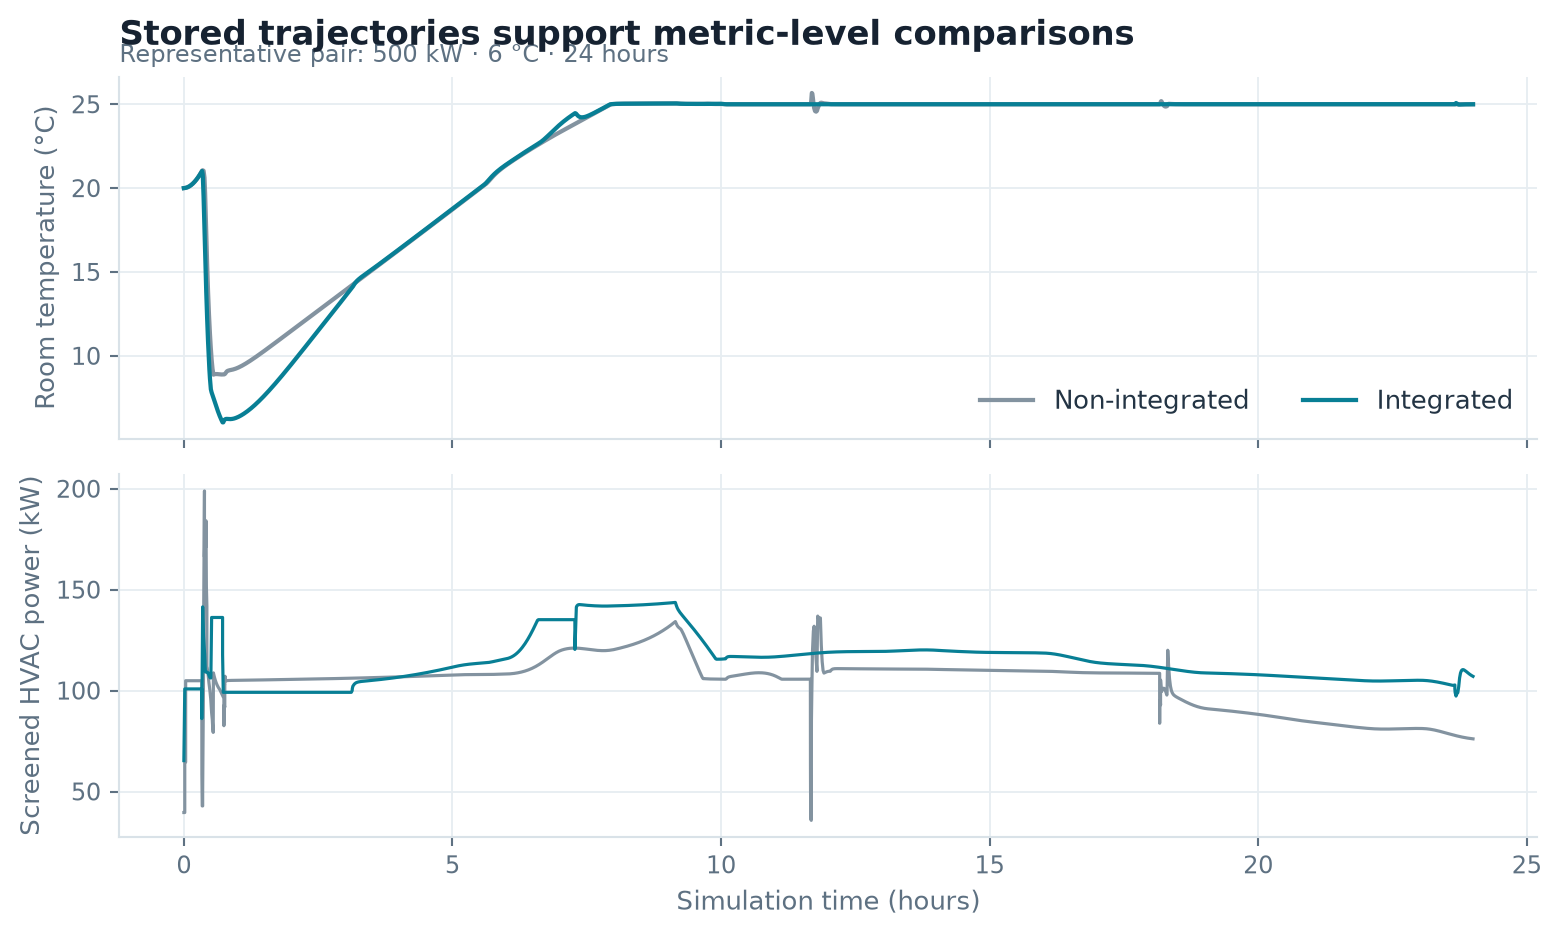 Stored trajectories support metric-level comparisons
Representative pair: 500 kW · 6 °C · 24 hours
Room temperature (°C)
25
20
15
10
Non-integrated
Integrated
Screened HVAC power (kW)
200
150
100
50
0
5
10
15
20
25
Simulation time (hours)